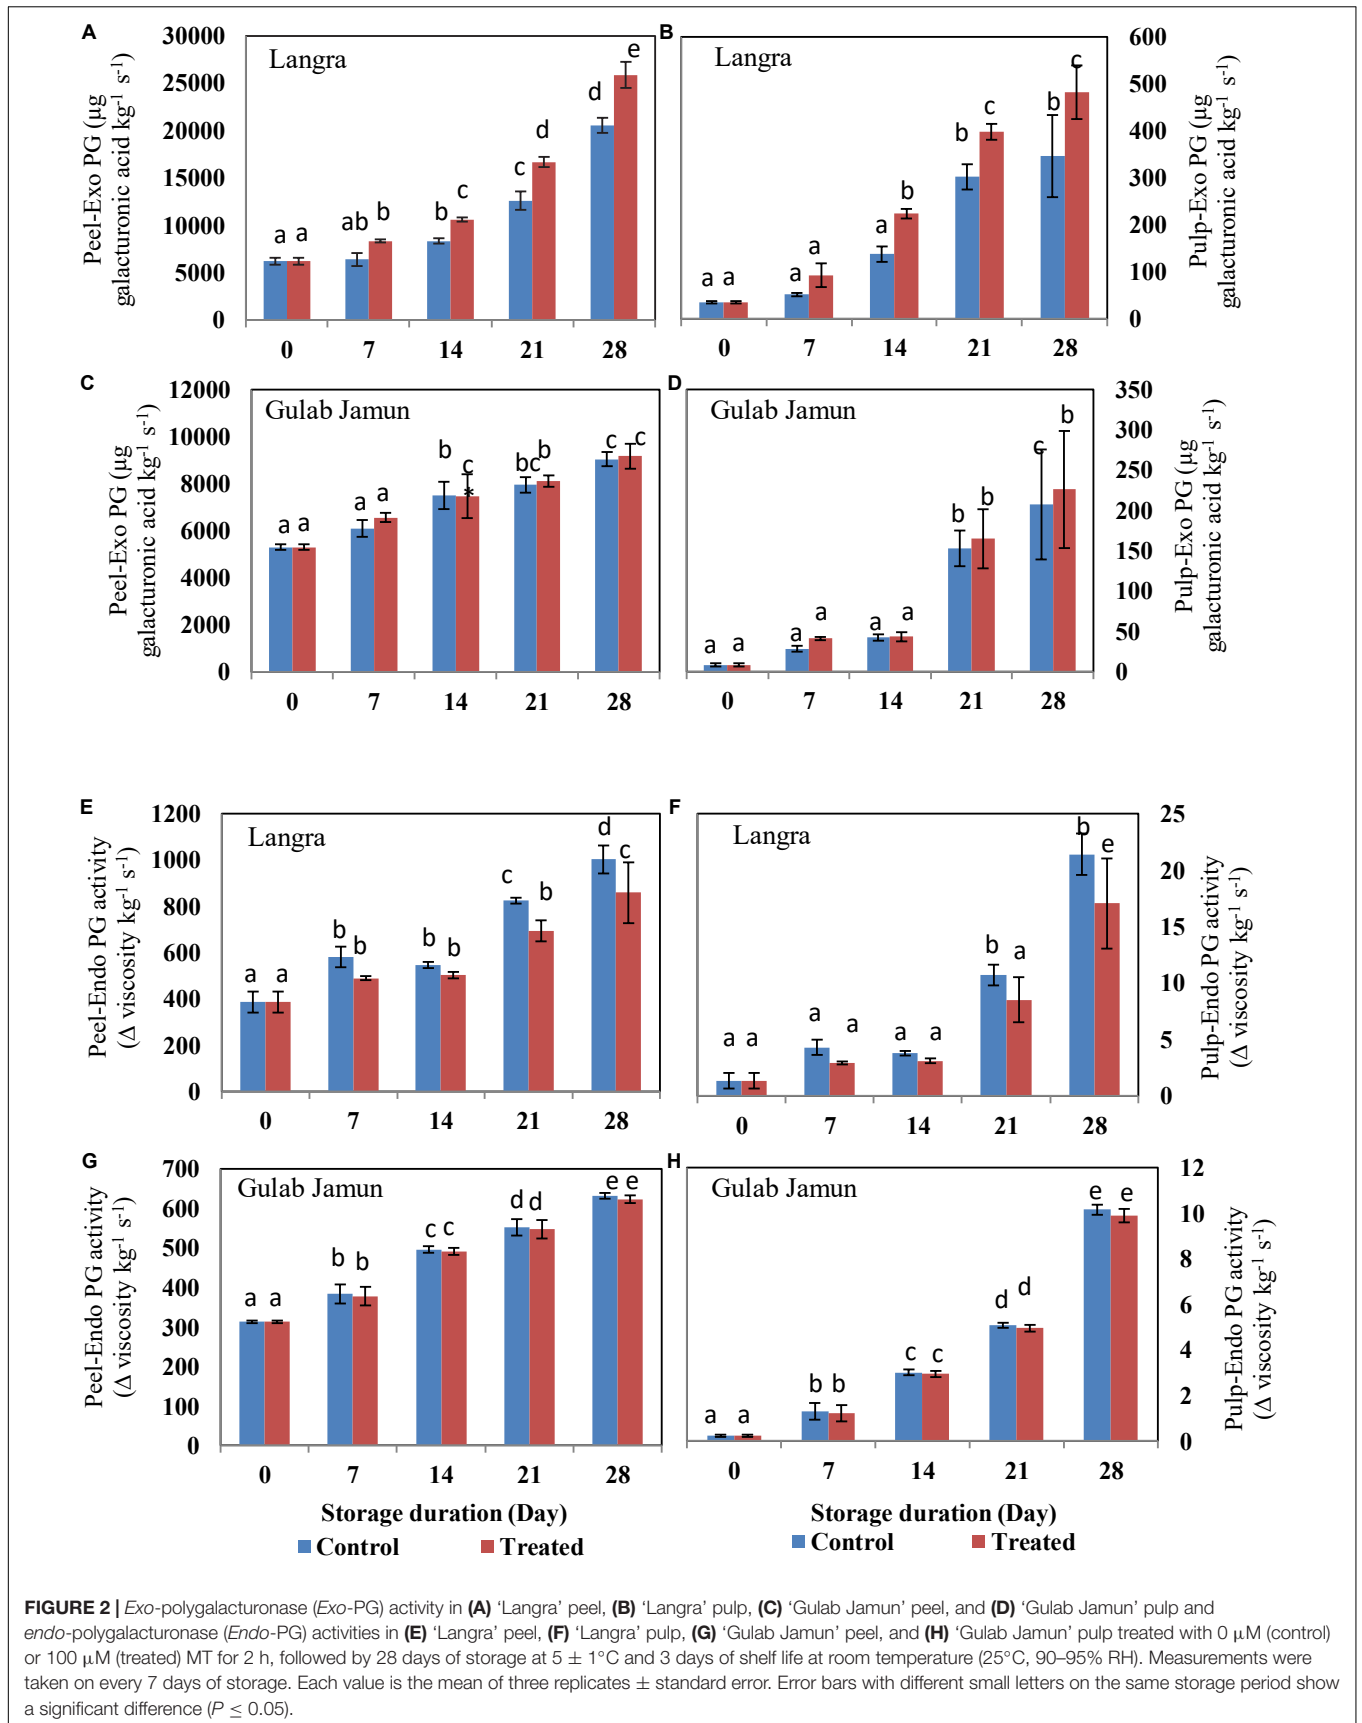 A
Peel-Exo PG (µg
galacturonic acid kg⁻¹ s⁻¹)
30000
25000
20000
15000
10000
5000
0
Langra
a a
ab b
b c
c d
d e
0 7 14 21 28
B
Langra
a a
a a
a b
b c
b c
600
500
400
300
200
100
0
Pulp-Exo PG (µg
galacturonic acid kg⁻¹ s⁻¹)
0 7 14 21 28
C
Peel-Exo PG (µg
galacturonic acid kg⁻¹ s⁻¹)
12000
10000
8000
6000
4000
2000
0
Gulab Jamun
a a
a a
b c
*
bc b
c c
0 7 14 21 28
D
Gulab Jamun
a a
a a
a a
b b
c b
350
300
250
200
150
100
50
0
Pulp-Exo PG (µg
galacturonic acid kg⁻¹ s⁻¹)
0 7 14 21 28
E
Peel-Endo PG activity
(Δ viscosity kg⁻¹ s⁻¹)
1200
1000
800
600
400
200
0
Langra
a a
b b
b b
c b
d c
0 7 14 21 28
F
Langra
a a
a a
a a
b a
b e
25
20
15
10
5
0
Pulp-Endo PG activity
(Δ viscosity kg⁻¹ s⁻¹)
0 7 14 21 28
G
Peel-Endo PG activity
(Δ viscosity kg⁻¹ s⁻¹)
700
600
500
400
300
200
100
0
Gulab Jamun
a a
b b
c c
d d
e e
0 7 14 21 28
Storage duration (Day)
Control Treated
H
Gulab Jamun
a a
b b
c c
d d
e e
12
10
8
6
4
2
0
Pulp-Endo PG activity
(Δ viscosity kg⁻¹ s⁻¹)
0 7 14 21 28
Storage duration (Day)
Control Treated
FIGURE 2 | Exo-polygalacturonase (Exo-PG) activity in (A) ‘Langra’ peel, (B) ‘Langra’ pulp, (C) ‘Gulab Jamun’ peel, and (D) ‘Gulab Jamun’ pulp and
endo-polygalacturonase (Endo-PG) activities in (E) ‘Langra’ peel, (F) ‘Langra’ pulp, (G) ‘Gulab Jamun’ peel, and (H) ‘Gulab Jamun’ pulp treated with 0 µM (control)
or 100 µM (treated) MT for 2 h, followed by 28 days of storage at 5 ± 1°C and 3 days of shelf life at room temperature (25°C, 90–95% RH). Measurements were
taken on every 7 days of storage. Each value is the mean of three replicates ± standard error. Error bars with different small letters on the same storage period show
a significant difference (P ≤ 0.05).